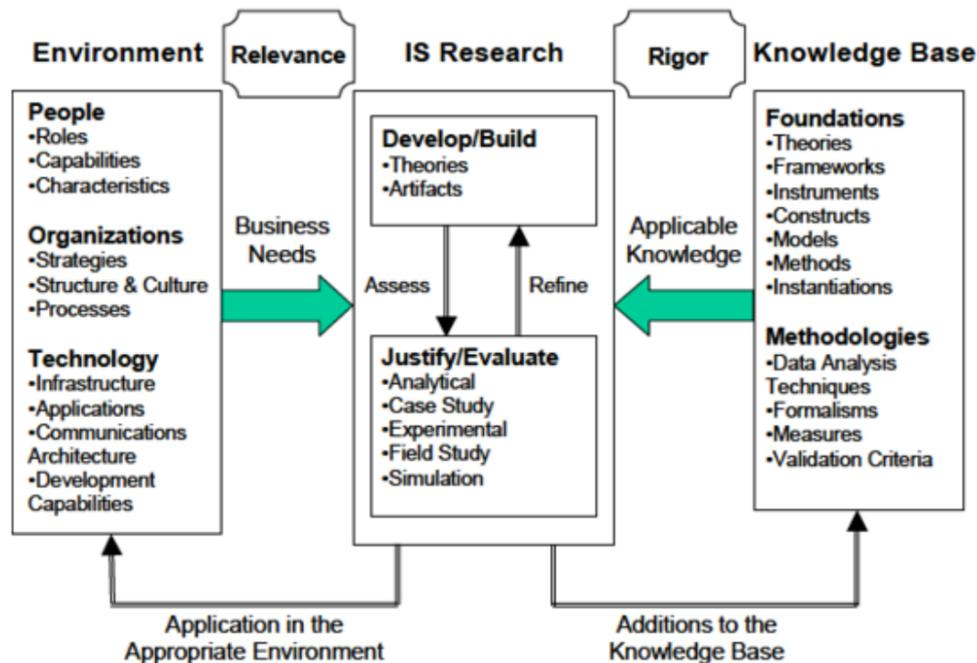 Environment
Relevance
IS Research
Rigor
Knowledge Base
People
•Roles
•Capabilities
•Characteristics
Organizations
•Strategies
•Structure & Culture
•Processes
Technology
•Infrastructure
•Applications
•Communications
Architecture
•Development
Capabilities
Business
Needs
Develop/Build
•Theories
•Artifacts
Assess
Refine
Justify/Evaluate
•Analytical
•Case Study
•Experimental
•Field Study
•Simulation
Applicable
Knowledge
Foundations
•Theories
•Frameworks
•Instruments
•Constructs
•Models
•Methods
•Instantiations
Methodologies
•Data Analysis
Techniques
•Formalisms
•Measures
•Validation Criteria
Application in the
Appropriate Environment
Additions to the
Knowledge Base